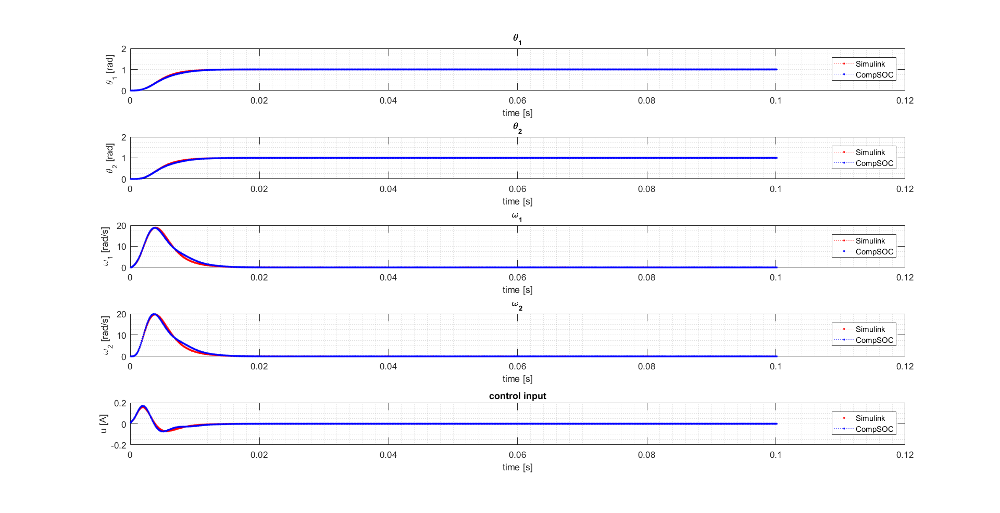 θ1
θ1 [rad]
2
1
0
Simulink
CompSOC
0 0.02 0.04 0.06 0.08 0.1 0.12
time [s]
θ2
θ2 [rad]
2
1
0
Simulink
CompSOC
0 0.02 0.04 0.06 0.08 0.1 0.12
time [s]
ω1
ω1 [rad/s]
20
10
0
Simulink
CompSOC
0 0.02 0.04 0.06 0.08 0.1 0.12
time [s]
ω2
ω2 [rad/s]
20
10
0
Simulink
CompSOC
0 0.02 0.04 0.06 0.08 0.1 0.12
time [s]
control input
u [A]
0.2
0
-0.2
Simulink
CompSOC
0 0.02 0.04 0.06 0.08 0.1 0.12
time [s]